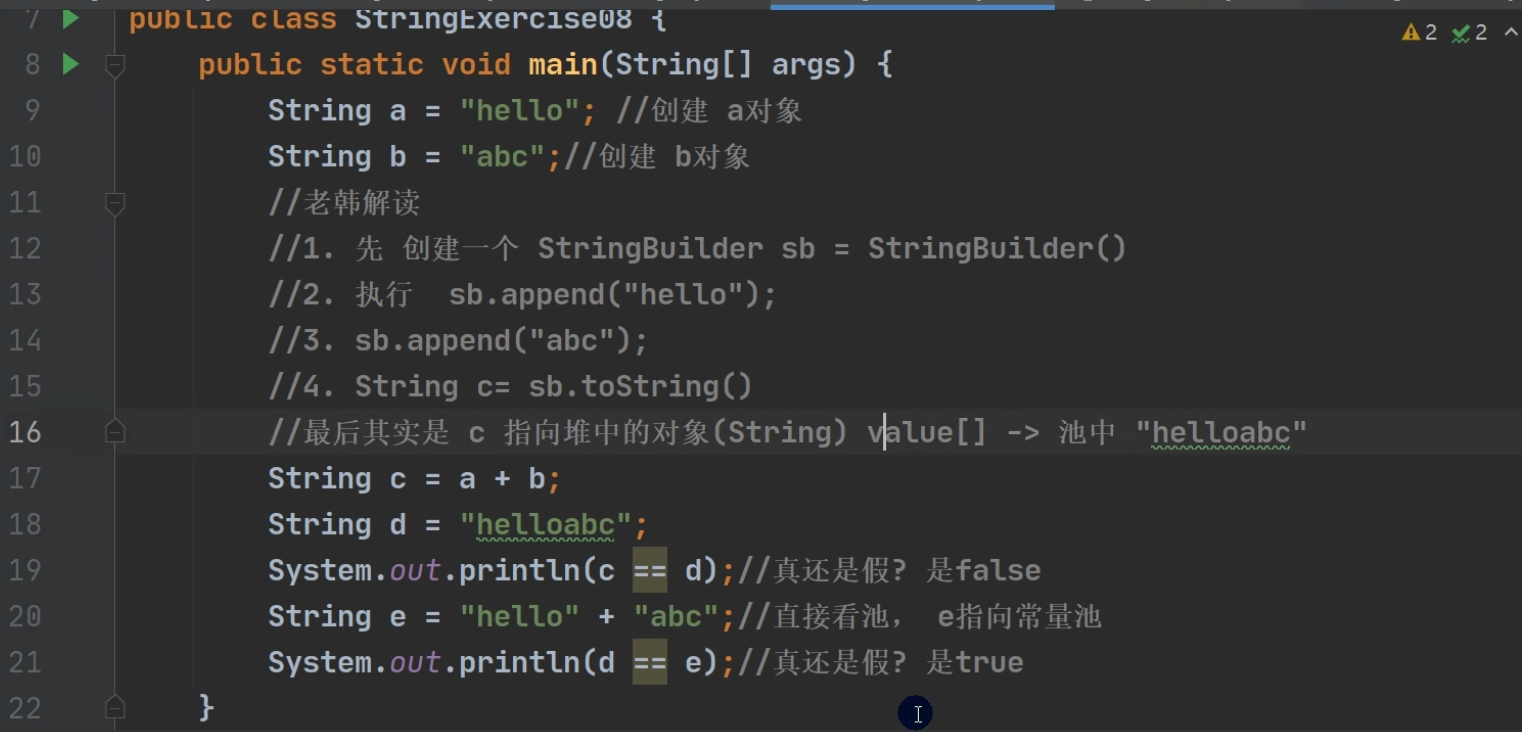 7 public class StringExercise08 {
2 2
8 public static void main(String[] args) {
9 String a = "hello"; //创建 a对象
10 String b = "abc";//创建 b对象
11 //老韩解读
12 //1. 先 创建一个 StringBuilder sb = StringBuilder()
13 //2. 执行 sb.append("hello");
14 //3. sb.append("abc");
15 //4. String c= sb.toString()
16 //最后其实是 c 指向堆中的对象(String) value[] -> 池中 "helloabc"
17 String c = a + b;
18 String d = "helloabc";
19 System.out.println(c == d);//真还是假? 是false
20 String e = "hello" + "abc";//直接看池， e指向常量池
21 System.out.println(d == e);//真还是假? 是true
22 }